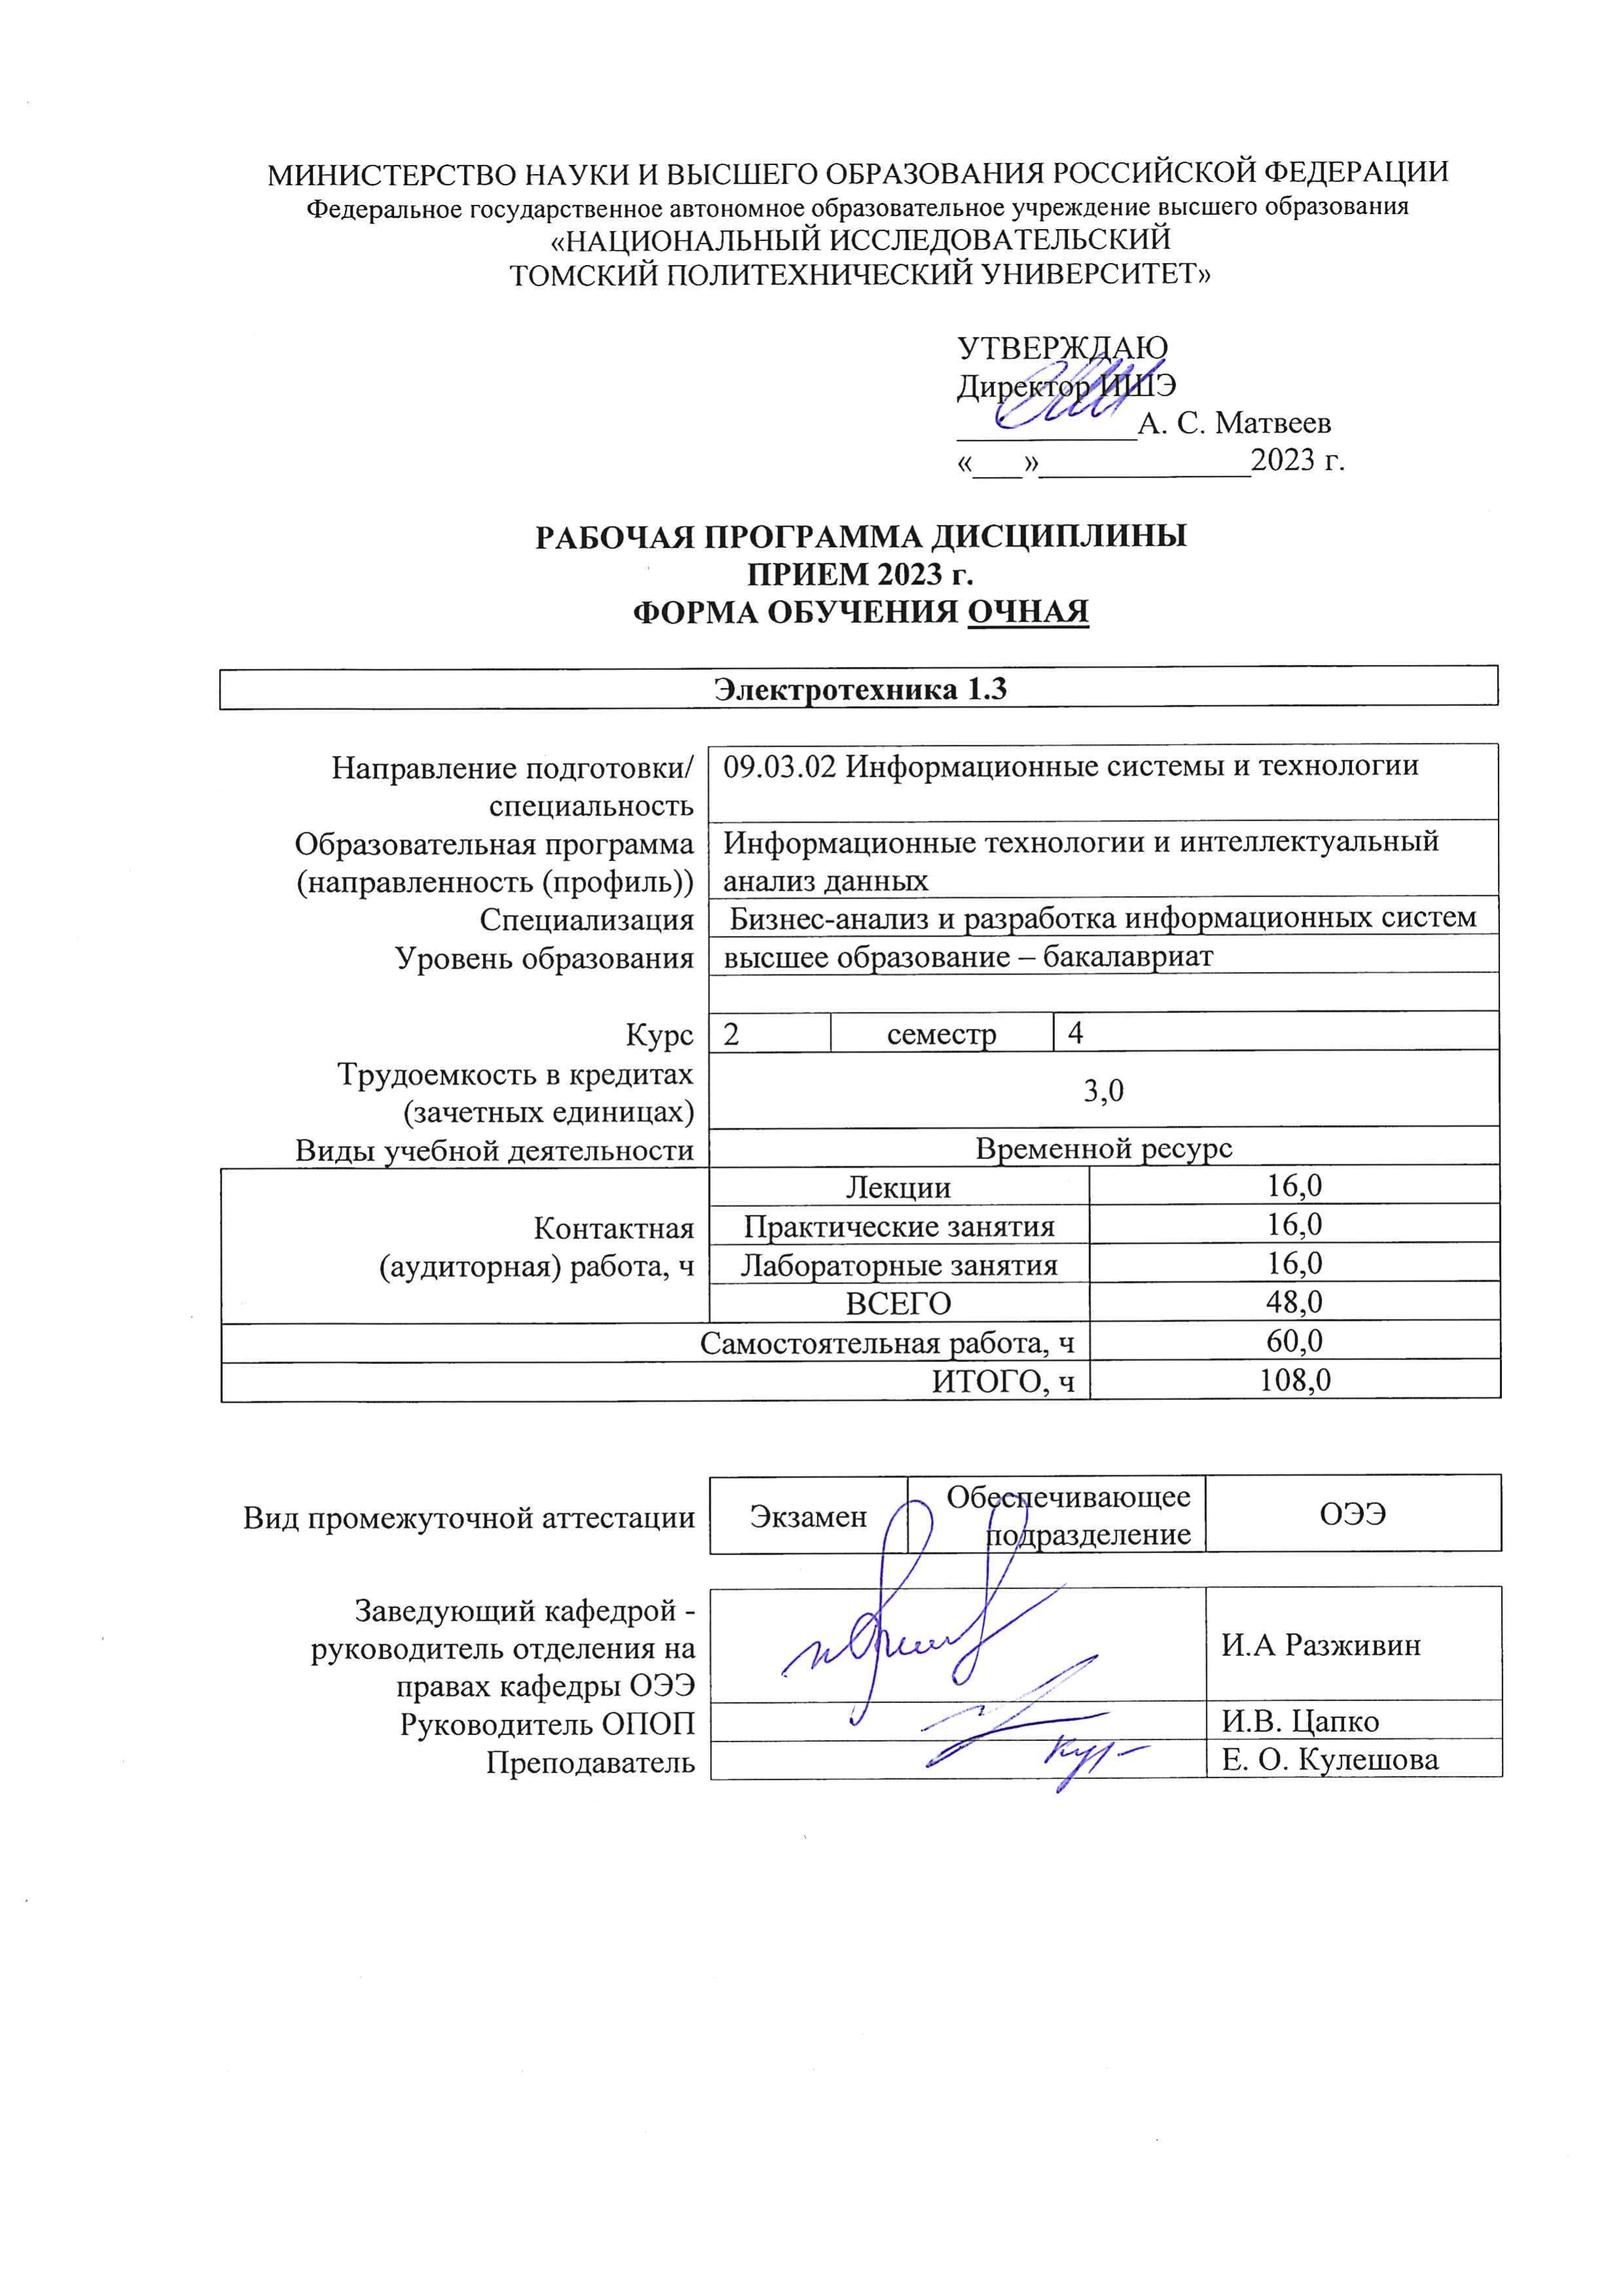 МИНИСТЕРСТВО НАУКИ И ВЫСШЕГО ОБРАЗОВАНИЯ РОССИЙСКОЙ ФЕДЕРАЦИИ
Федеральное государственное автономное образовательное учреждение высшего образования
«НАЦИОНАЛЬНЫЙ ИССЛЕДОВАТЕЛЬСКИЙ
ТОМСКИЙ ПОЛИТЕХНИЧЕСКИЙ УНИВЕРСИТЕТ»
УТВЕРЖДАЮ
Директор ИШЭ
___________А. С. Матвеев
«___»_____________2023 г.
РАБОЧАЯ ПРОГРАММА ДИСЦИПЛИНЫ
ПРИЕМ 2023 г.
ФОРМА ОБУЧЕНИЯ ОЧНАЯ
Электротехника 1.3
Направление подготовки/ 09.03.02 Информационные системы и технологии
специальность
Образовательная программа Информационные технологии и интеллектуальный
(направленность (профиль)) анализ данных
Специализация Бизнес-анализ и разработка информационных систем
Уровень образования высшее образование – бакалавриат
Курс 2 семестр 4
Трудоемкость в кредитах
(зачетных единицах) 3,0
Виды учебной деятельности Временной ресурс
Контактная
(аудиторная) работа, ч
Лекции 16,0
Практические занятия 16,0
Лабораторные занятия 16,0
ВСЕГО 48,0
Самостоятельная работа, ч 60,0
ИТОГО, ч 108,0
Вид промежуточной аттестации Экзамен
Обеспечивающее
подразделение
ОЭЭ
Заведующий кафедрой -
руководитель отделения на
правах кафедры ОЭЭ
И.А Разживин
Руководитель ОПОП И.В. Цапко
Преподаватель Е. О. Кулешова